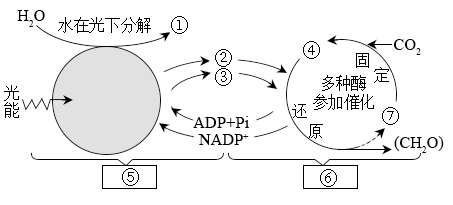 H₂O
水在光下分解
①
②
③
④
CO₂
固定
多种酶
参加催化
光能
还原
⑦
ADP+Pi
NADP⁺
(CH₂O)
⑤
⑥